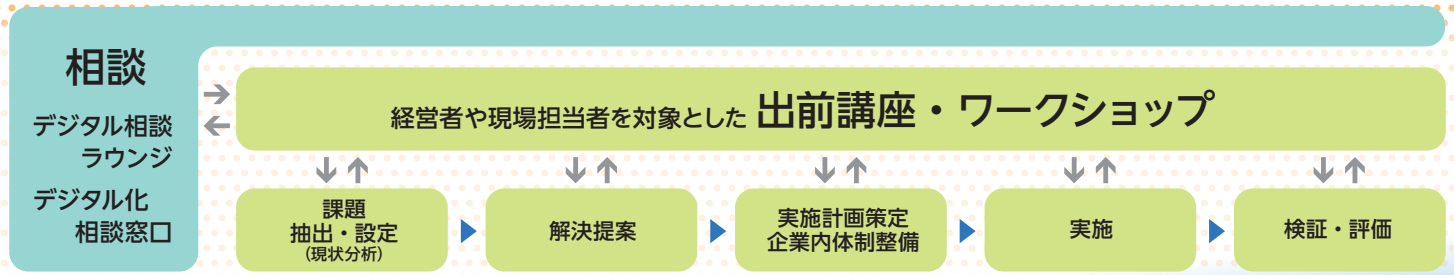 相談
デジタル相談
ラウンジ
デジタル化
相談窓口
経営者や現場担当者を対象とした 出前講座・ワークショップ
課題
抽出・設定
(現状分析)
解決提案
実施計画策定
企業内体制整備
実施
検証・評価